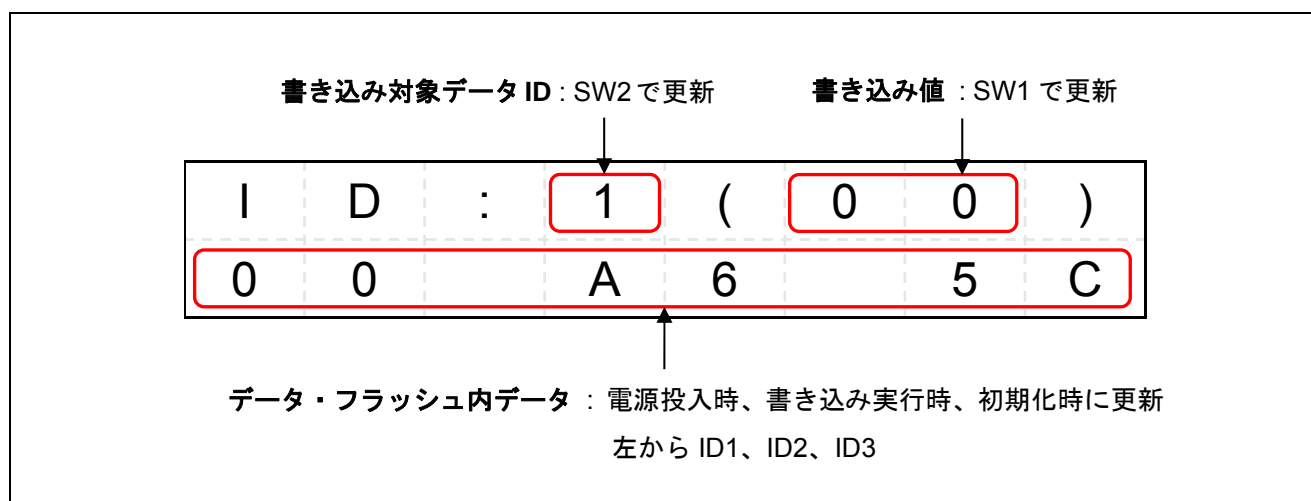 書き込み対象データ ID : SW2 で更新 書き込み値 : SW1 で更新
I D : 1 ( 0 0 )
0 0 A 6 5 C
データ・フラッシュ内データ : 電源投入時、書き込み実行時、初期化時に更新
左から ID1、ID2、ID3